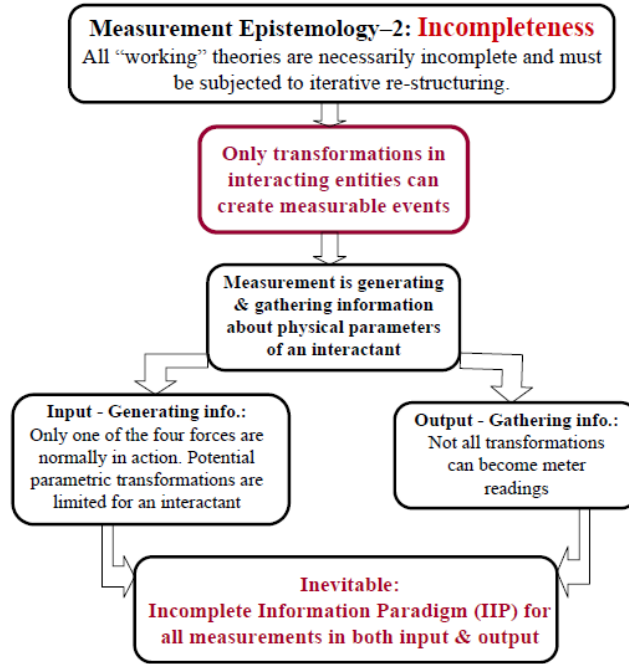 Measurement Epistemology–2: Incompleteness
All “working” theories are necessarily incomplete and must
be subjected to iterative re-structuring.
Only transformations in
interacting entities can
create measurable events
Measurement is generating
& gathering information
about physical parameters
of an interactant
Input - Generating info.:
Only one of the four forces are
normally in action. Potential
parametric transformations are
limited for an interactant
Output - Gathering info.:
Not all transformations
can become meter
readings
Inevitable:
Incomplete Information Paradigm (IIP) for
all measurements in both input & output